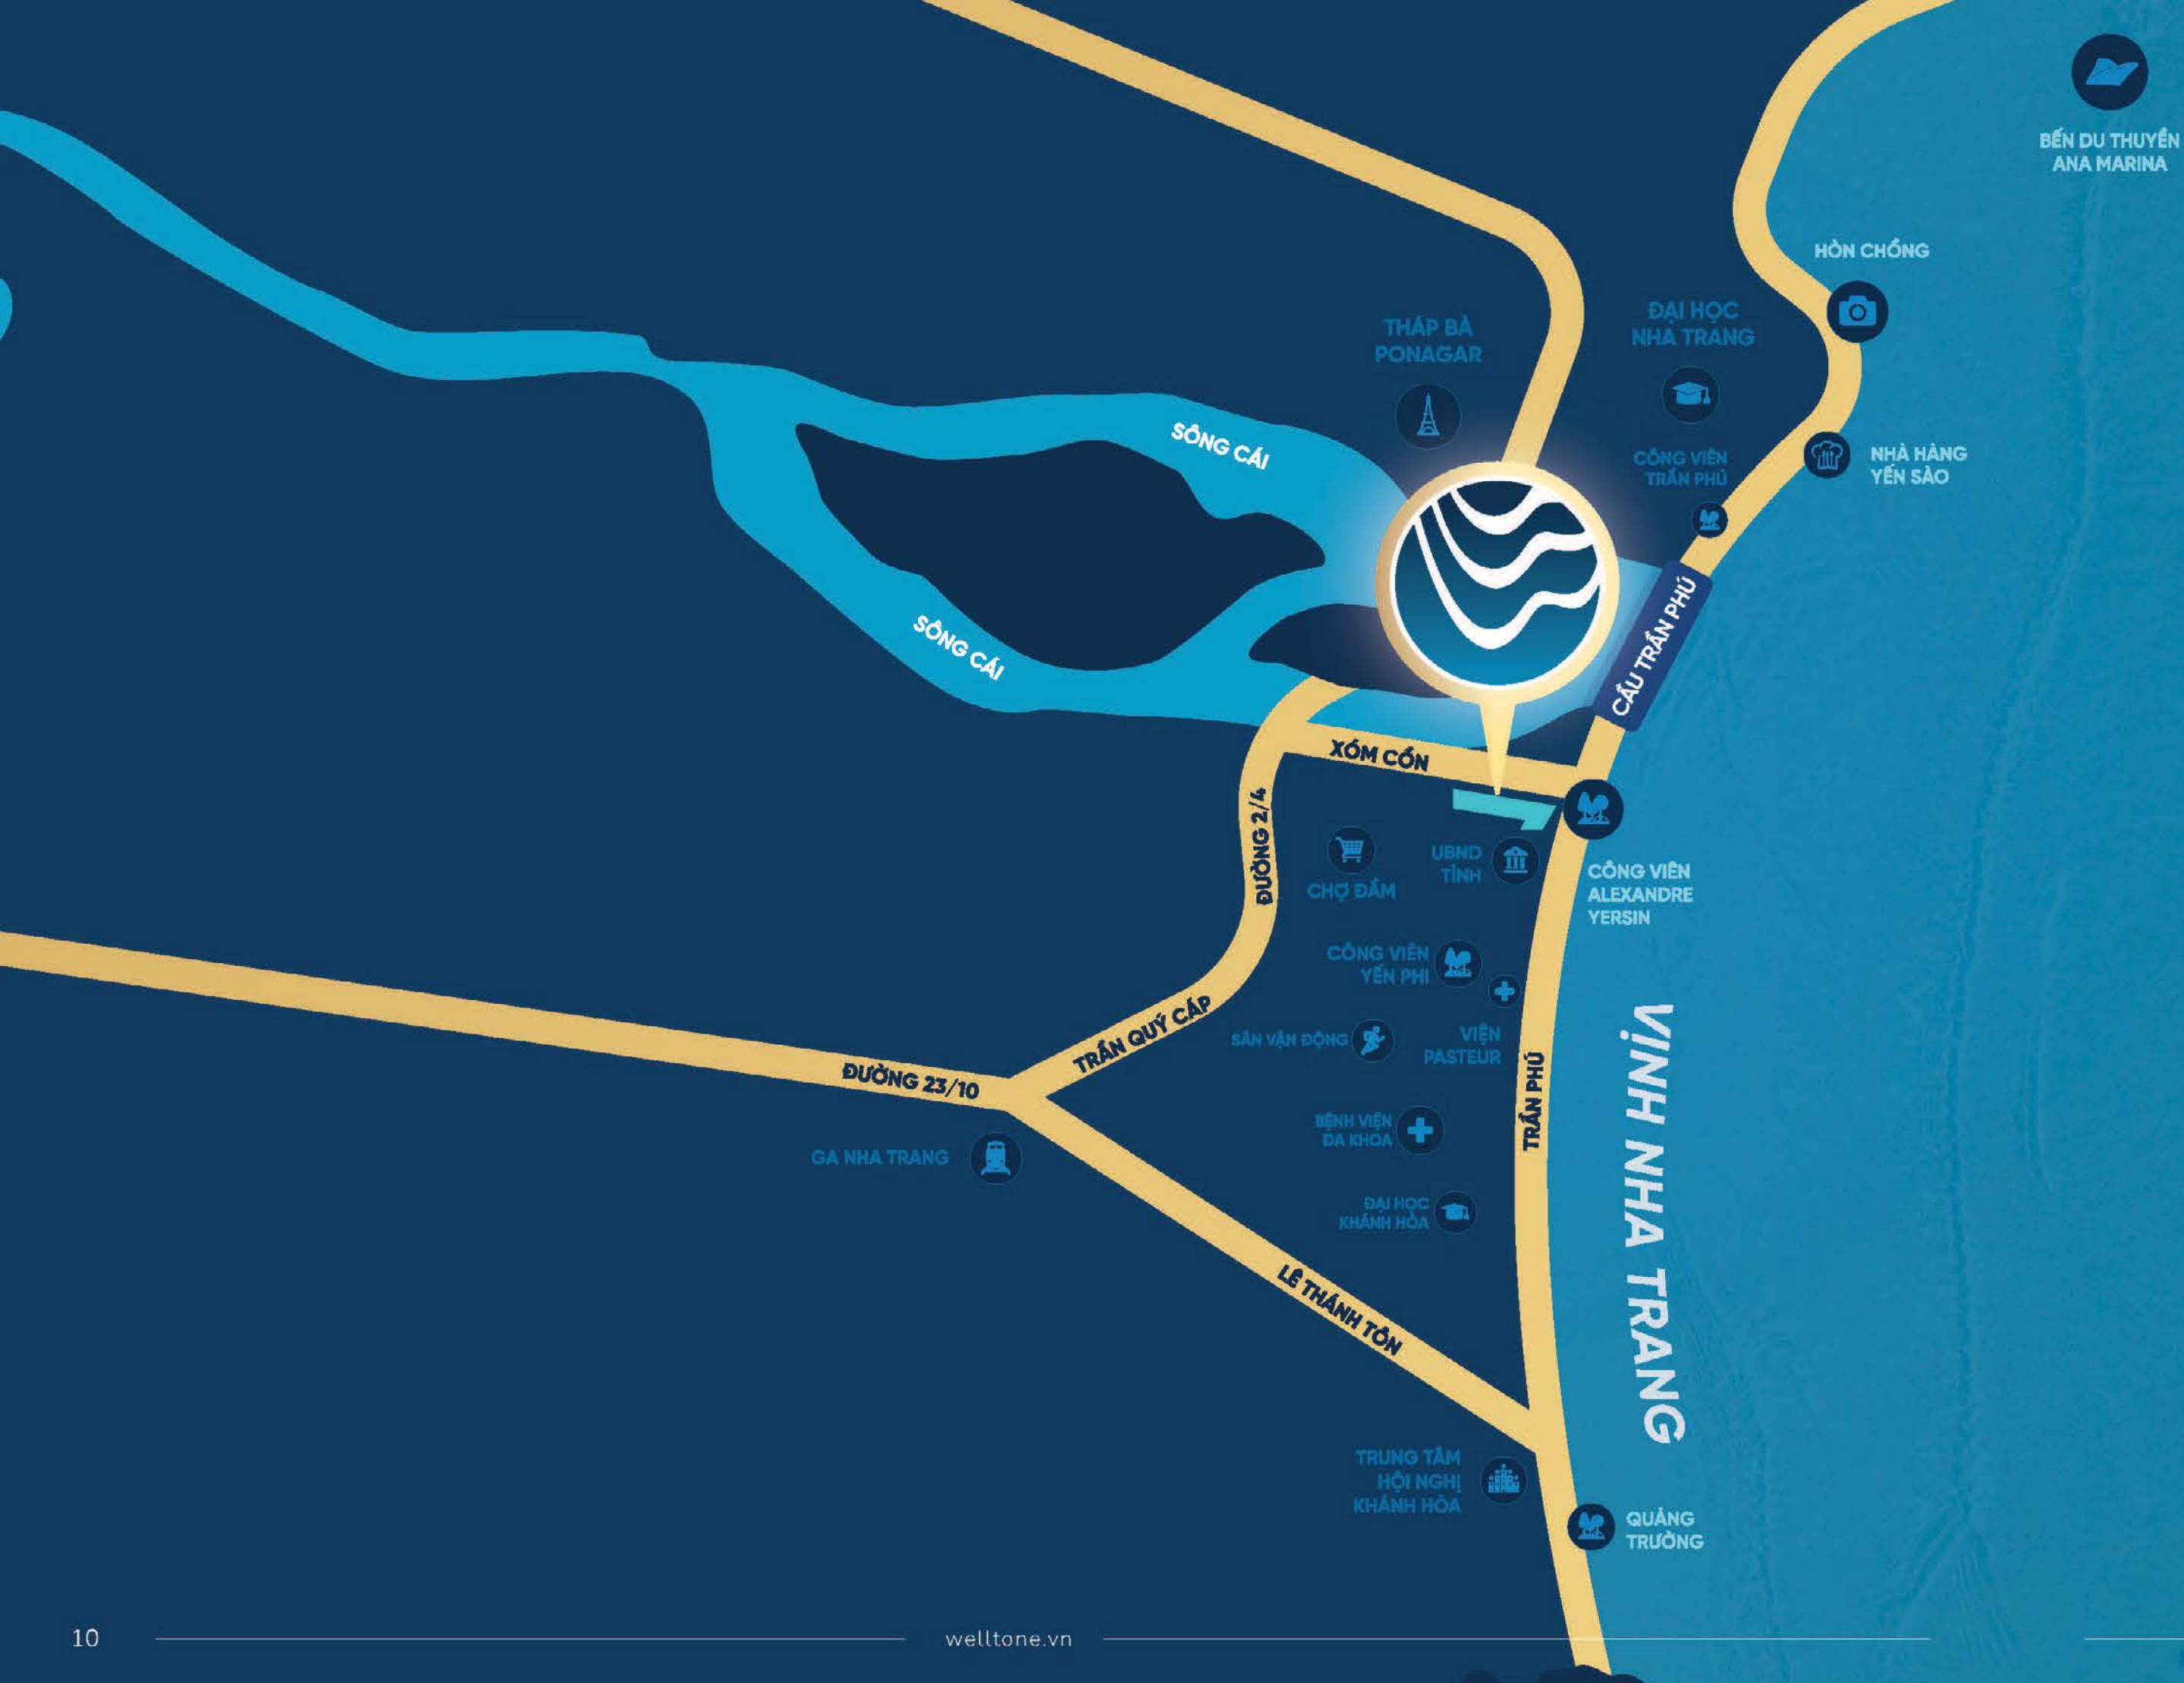 BẾN DU THUYỀN
ANA MARINA
HÒN CHỒNG
ĐẠI HỌC
NHA TRANG
THÁP BÀ
PONAGAR
SÔNG CÁI
CÔNG VIÊN
TRẦN PHÚ
NHÀ HÀNG
YẾN SÀO
CẦU TRẦN PHÚ
SÔNG CÁI
XÓM CỒN
ĐƯỜNG 2/4
UBND
TỈNH
CHỢ ĐẦM
CÔNG VIÊN
ALEXANDRE
YERSIN
CÔNG VIÊN
YẾN PHI
TRẦN QUÝ CÁP
SÂN VẬN ĐỘNG
VIỆN
PASTEUR
ĐƯỜNG 23/10
TRẦN PHÚ
VỊNH NHA TRANG
BỆNH VIỆN
ĐA KHOA
GA NHA TRANG
ĐẠI HỌC
KHÁNH HÒA
LÊ THÁNH TÔN
TRUNG TÂM
HỘI NGHỊ
KHÁNH HÒA
QUẢNG
TRƯỜNG
10
welltone.vn